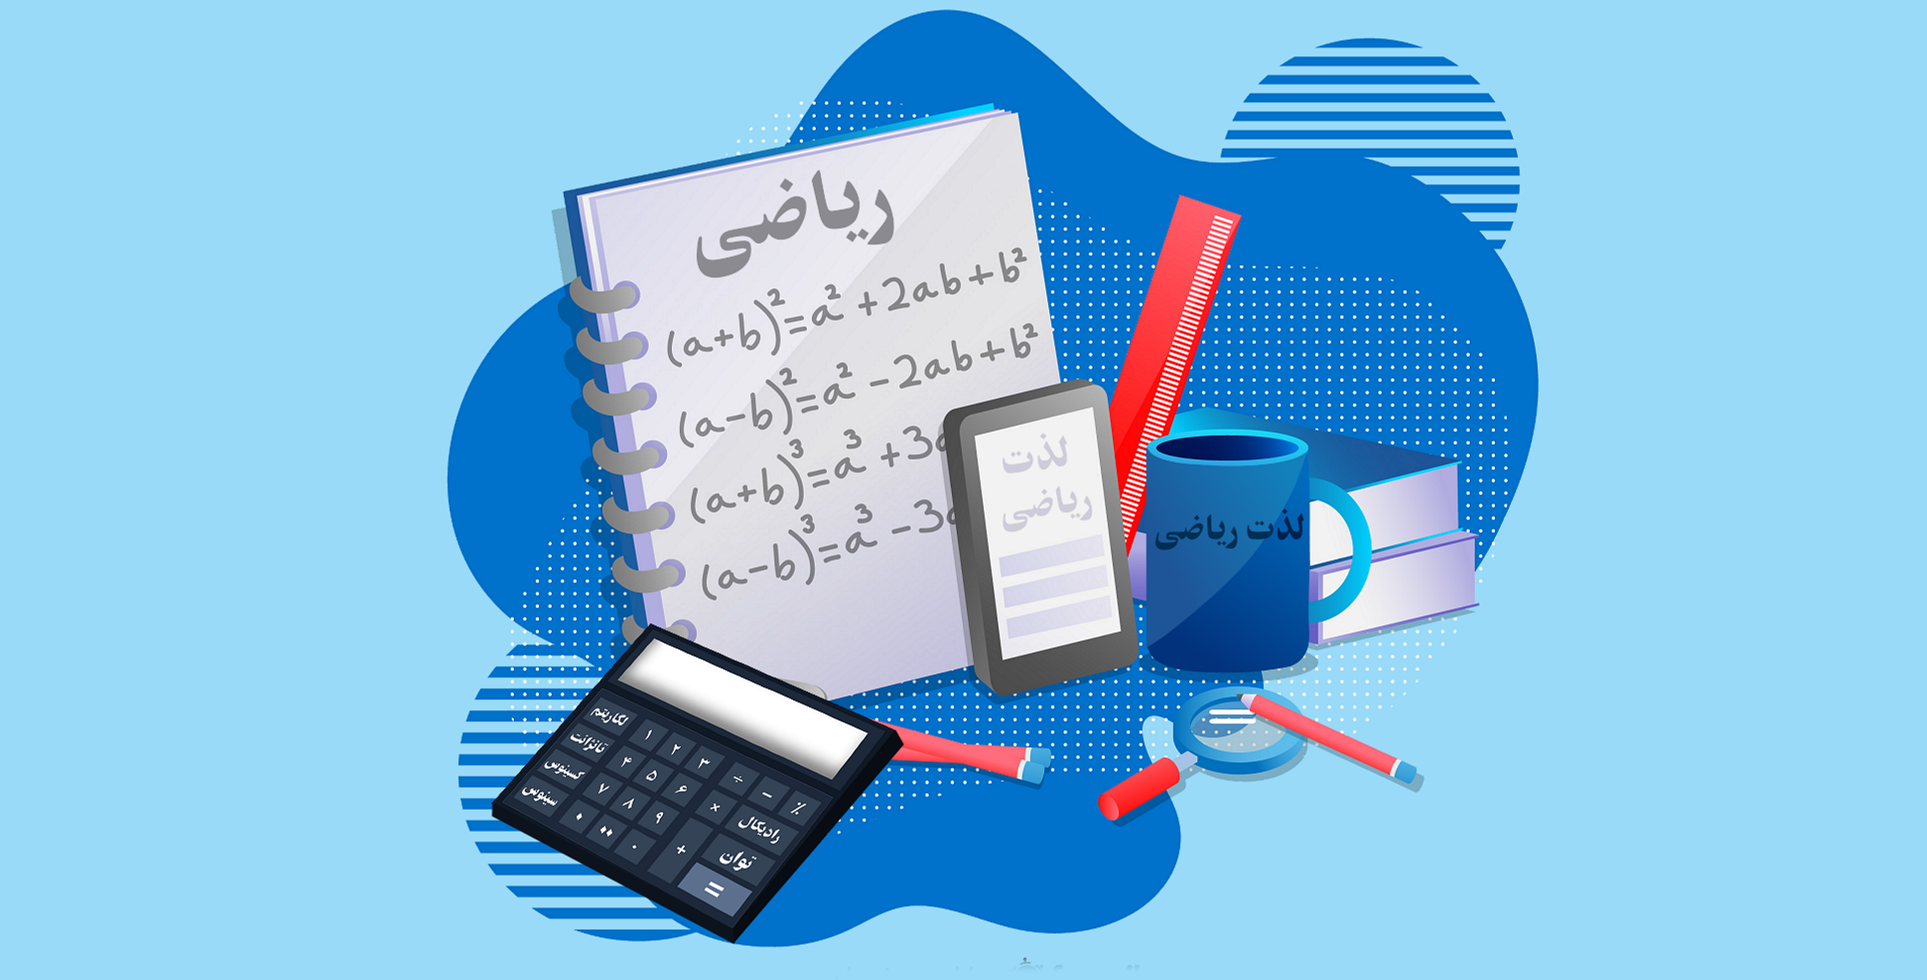 ریاضی
(a+b)²=a²+2ab+b²
(a-b)²=a²-2ab+b²
(a+b)³=a³+3a
(a-b)³=a³-3a
لذت
ریاضی
لذت ریاضی
لگاریتم ۱ ۲ ۳ ÷ − ٪
تانژانت ۴ ۵ ۶ × رادیکال
کسینوس ۷ ۸ ۹ + توان
سینوس ۰ ۰۰ . =